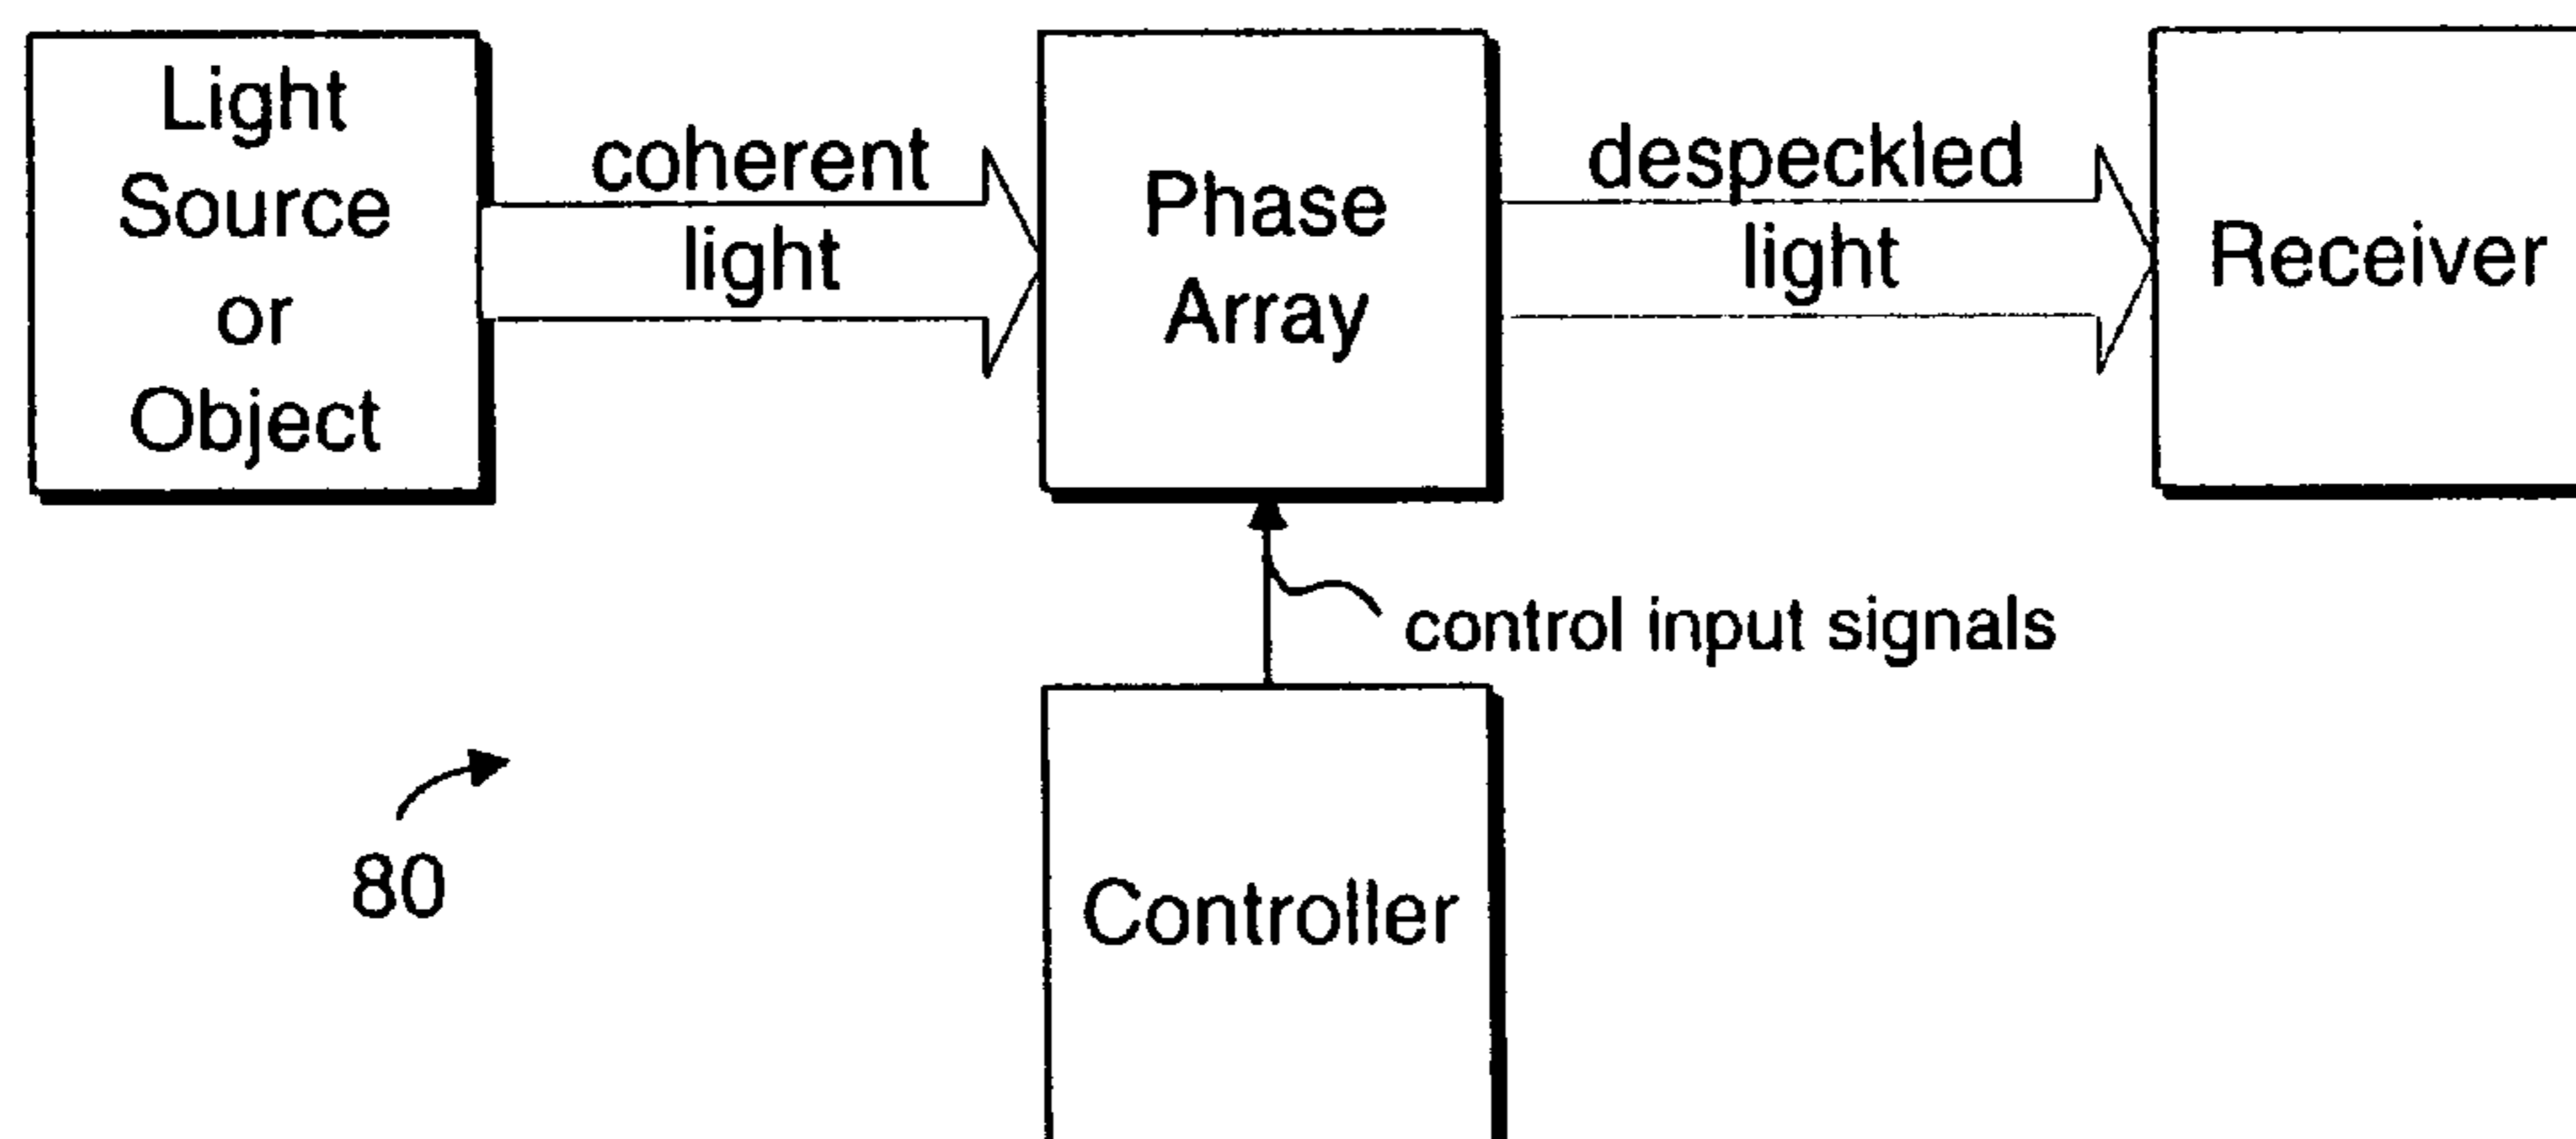 Light
Source
or
Object
coherent
light
Phase
Array
despeckled
light
Receiver
control input signals
Controller
80